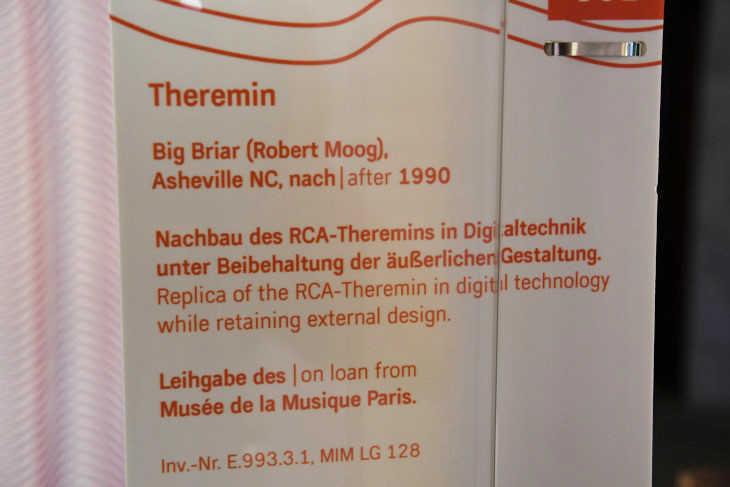 Theremin
Big Briar (Robert Moog),
Asheville NC, nach|after 1990
Nachbau des RCA-Theremins in Digitaltechnik
unter Beibehaltung der äußerlichen Gestaltung.
Replica of the RCA-Theremin in digital technology
while retaining external design.
Leihgabe des |on loan from
Musée de la Musique Paris.
Inv.-Nr. E.993.3.1, MIM LG 128